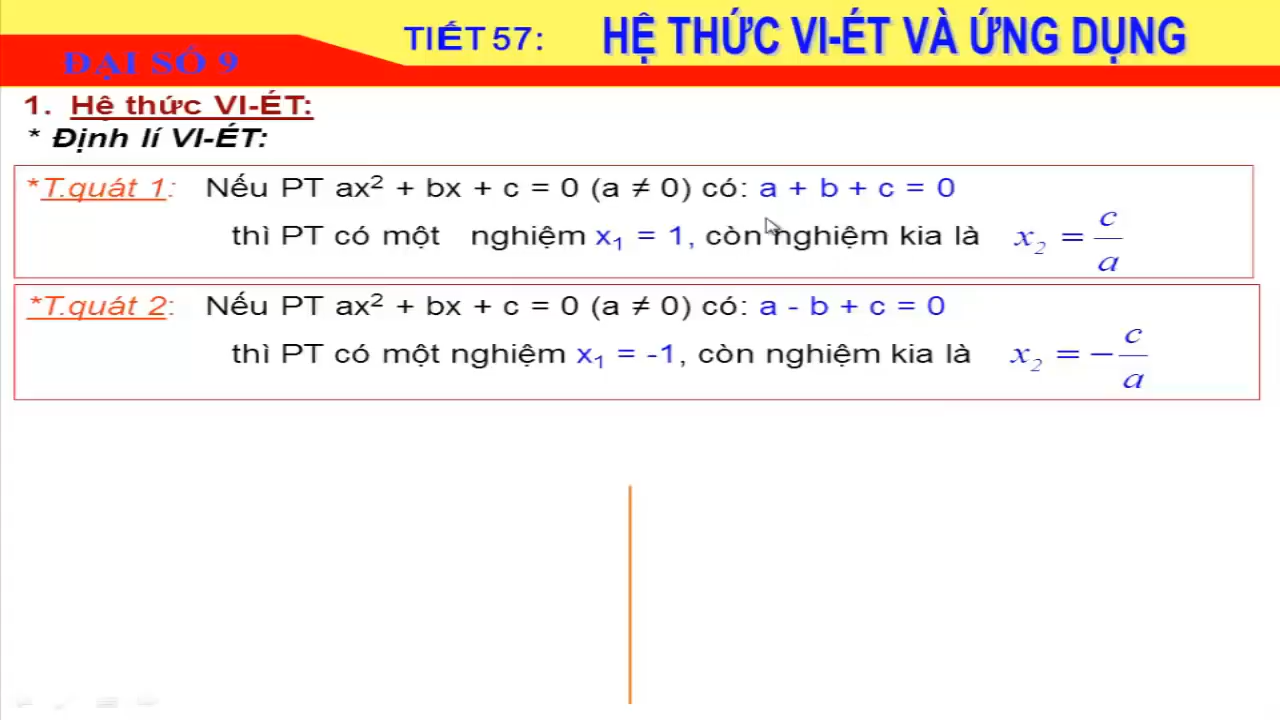 TIẾT 57: HỆ THỨC VI-ÉT VÀ ỨNG DỤNG
ĐẠI SỐ 9
1. Hệ thức VI-ÉT:
* Định lí VI-ÉT:
*T.quát 1: Nếu PT ax² + bx + c = 0 (a ≠ 0) có: a + b + c = 0
thì PT có một nghiệm x₁ = 1, còn nghiệm kia là x₂ = c/a
*T.quát 2: Nếu PT ax² + bx + c = 0 (a ≠ 0) có: a - b + c = 0
thì PT có một nghiệm x₁ = -1, còn nghiệm kia là x₂ = − c/a